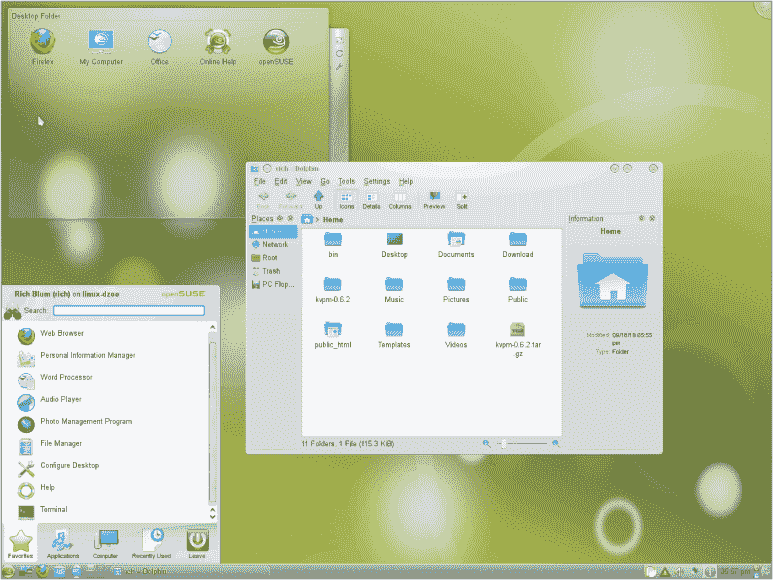 Desktop Folder
Firefox
My Computer
Office
Online Help
openSUSE
rich - Dolphin
File Edit View Go Tools Settings Help
Up Icons Details Columns Preview Split
Places
Home
Information
Network
Root
Trash
PC Flop...
bin Desktop Documents Download
kvpm-0.6.2 Music Pictures Public
public_html Templates Videos kvpm-0.6.2.tar.gz
Home
Type: Folder
11 Folders, 1 File (115.3 KiB)
Rich Blum (rich) on linux-dzoe openSUSE
Search:
Web Browser
Personal Information Manager
Word Processor
Audio Player
Photo Management Program
File Manager
Configure Desktop
Help
Terminal
Favorites Applications Computer Recently Used Leave